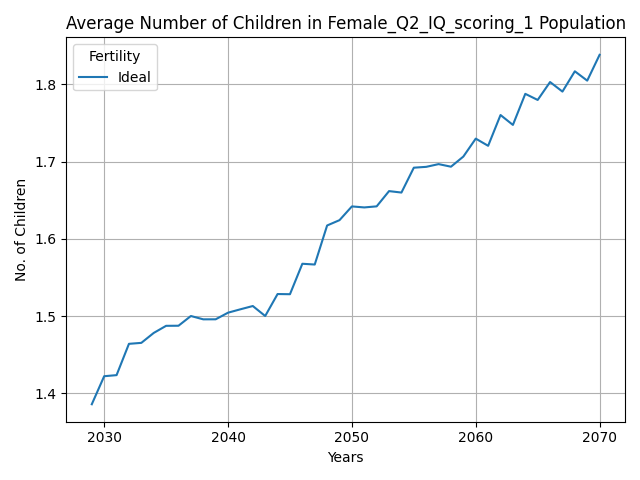 Average Number of Children in Female_Q2_IQ_scoring_1 Population
Fertility
Ideal
No. of Children
1.8
1.7
1.6
1.5
1.4
2030 2040 2050 2060 2070
Years